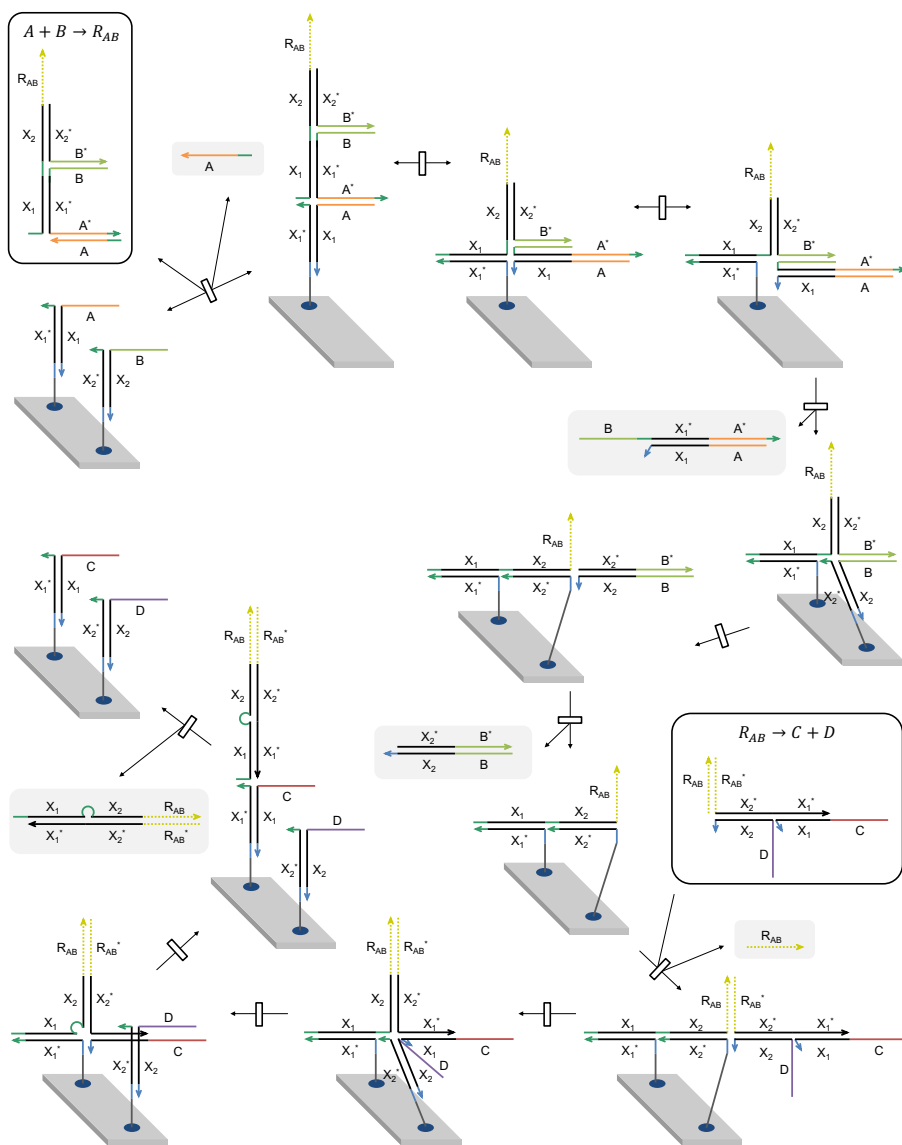 A + B → R_AB
R_AB
X_2 X_2^*
B^*
B
X_1 X_1^*
A^*
A
A
R_AB
X_2 X_2^*
B^*
B
X_1 X_1^*
A^*
A
X_1^* X_1
R_AB
X_2 X_2^*
B^*
X_1 B A^*
X_1^* X_1 A
R_AB
X_2 X_2^*
X_1 B^*
X_1^* B A^*
X_1 A
A
X_1^* X_1
B
X_2^* X_2
B X_1^* A^*
X_1 A
R_AB
X_2 X_2^*
X_1 B^*
X_1^* B
X_2^* X_2
R_AB
X_1 X_2 X_2^* B^*
X_1^* X_2^* X_2 B
C
X_1^* X_1
D
X_2^* X_2
R_AB R_AB^*
X_2 X_2^*
X_1 X_1^*
C
X_1^* X_1
D
X_2^* X_2
X_1 X_2 R_AB
X_1^* X_2^* R_AB^*
X_2^* B^*
X_2 B
R_AB
X_1 X_2
X_1^* X_2^*
R_AB → C + D
R_AB R_AB^*
X_2^* X_1^*
X_2 X_1 C
D
R_AB
R_AB R_AB^*
X_2 X_2^*
X_1 D
X_1^* C
X_2^* X_2
R_AB R_AB^*
X_2 X_2^*
X_1 X_1^*
X_1^* X_1 C
D
X_2^* X_2
R_AB R_AB^*
X_1 X_2 X_2^* X_1^*
X_1^* X_2^* X_2 X_1 C
D